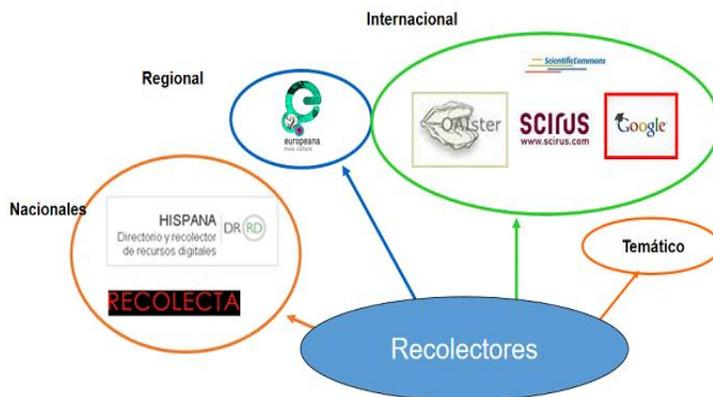 Internacional
ScientificCommons
Regional
europeana
OAIster
SCIRUS
www.scirus.com
Google
Nacionales
HISPANA
Directorio y recolector
de recursos digitales
DR RD
Temático
RECOLECTA
Recolectores